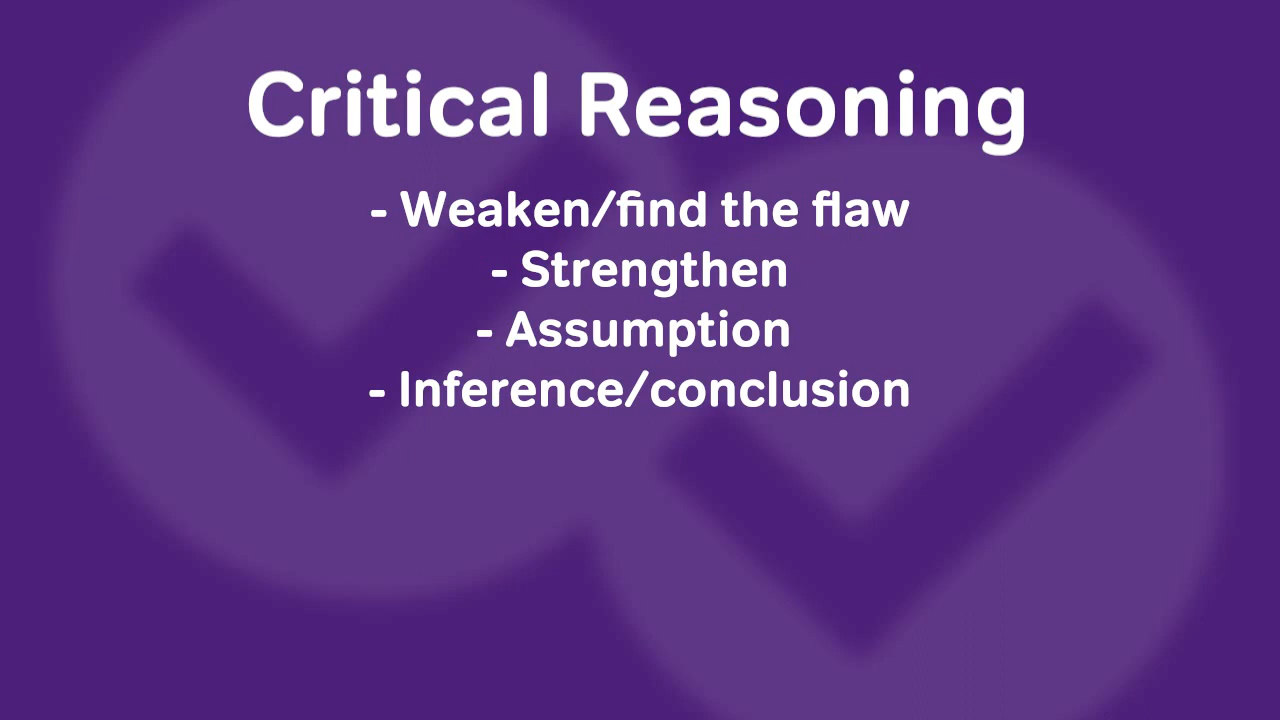 Critical Reasoning
- Weaken/find the flaw
- Strengthen
- Assumption
- Inference/conclusion